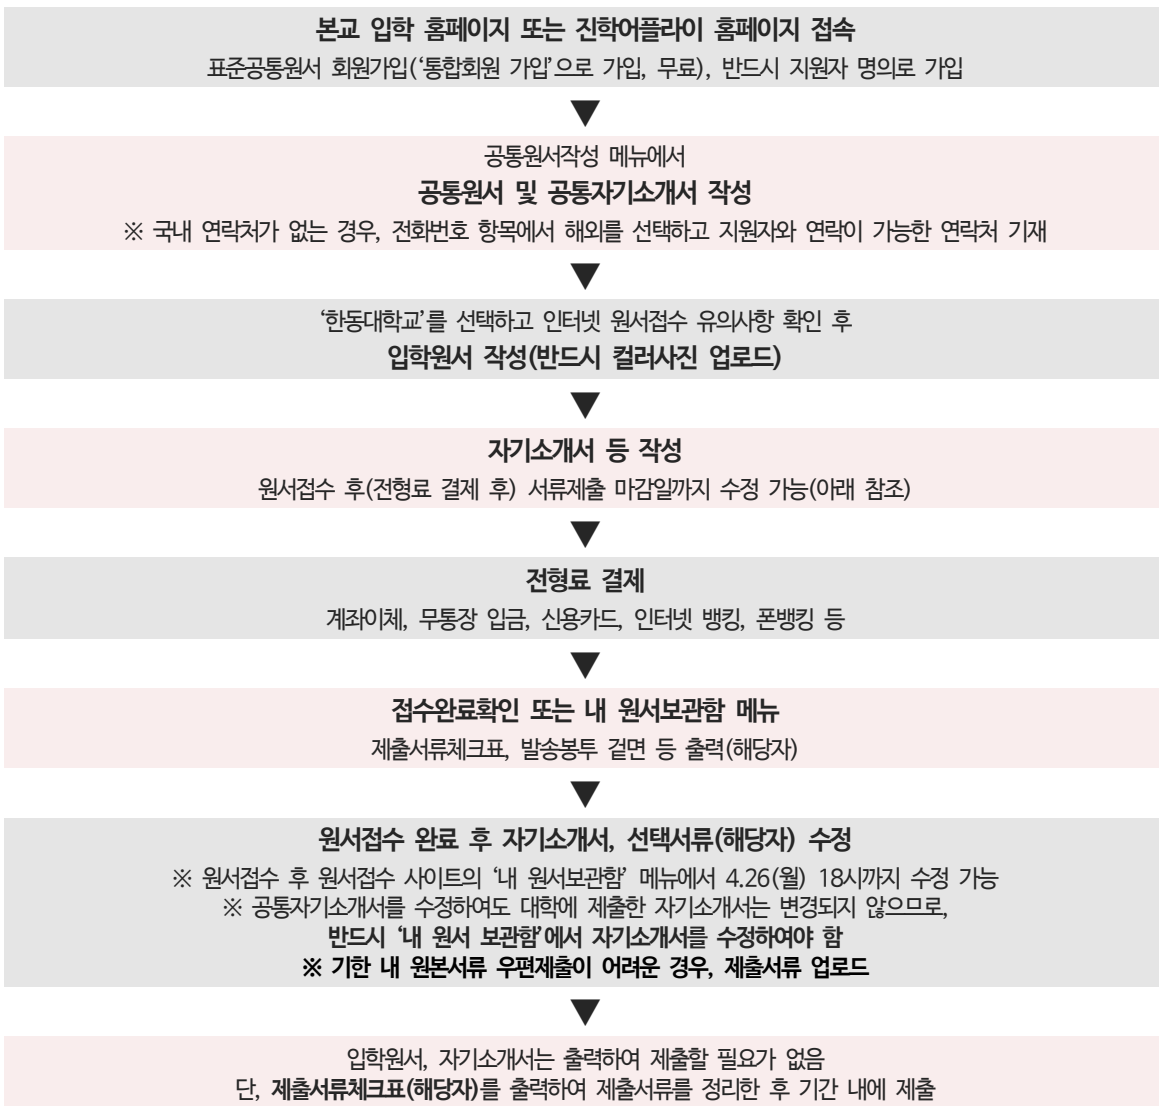 본교 입학 홈페이지 또는 진학어플라이 홈페이지 접속
표준공통원서 회원가입(‘통합회원 가입’으로 가입, 무료), 반드시 지원자 명의로 가입
▼
공통원서작성 메뉴에서
공통원서 및 공통자기소개서 작성
※ 국내 연락처가 없는 경우, 전화번호 항목에서 해외를 선택하고 지원자와 연락이 가능한 연락처 기재
▼
‘한동대학교’를 선택하고 인터넷 원서접수 유의사항 확인 후
입학원서 작성(반드시 컬러사진 업로드)
▼
자기소개서 등 작성
원서접수 후(전형료 결제 후) 서류제출 마감일까지 수정 가능(아래 참조)
▼
전형료 결제
계좌이체, 무통장 입금, 신용카드, 인터넷 뱅킹, 폰뱅킹 등
▼
접수완료확인 또는 내 원서보관함 메뉴
제출서류체크표, 발송봉투 겉면 등 출력(해당자)
▼
원서접수 완료 후 자기소개서, 선택서류(해당자) 수정
※ 원서접수 후 원서접수 사이트의 ‘내 원서보관함’ 메뉴에서 4.26(월) 18시까지 수정 가능
※ 공통자기소개서를 수정하여도 대학에 제출한 자기소개서는 변경되지 않으므로,
반드시 ‘내 원서 보관함’에서 자기소개서를 수정하여야 함
※ 기한 내 원본서류 우편제출이 어려운 경우, 제출서류 업로드
▼
입학원서, 자기소개서는 출력하여 제출할 필요가 없음
단, 제출서류체크표(해당자)를 출력하여 제출서류를 정리한 후 기간 내에 제출